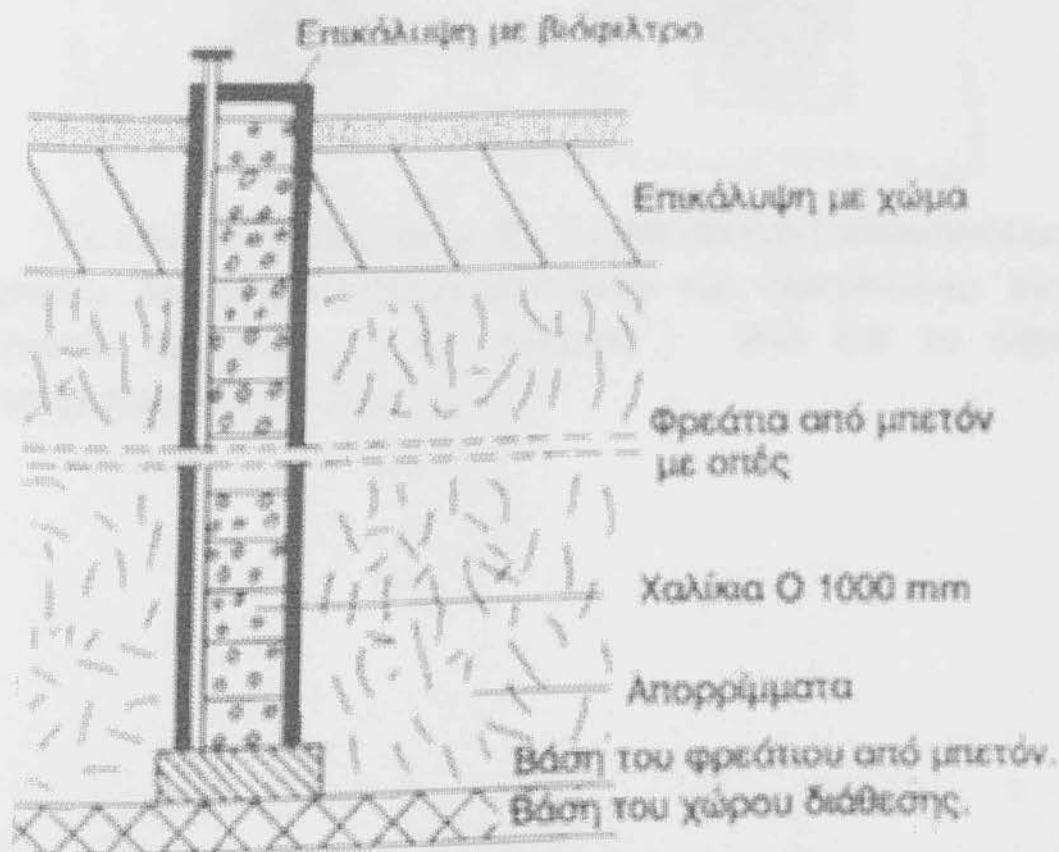 Επικάλυψη με βιόφιλτρο
Επικάλυψη με χώμα
Φρεάτια από μπετόν
με οπές
Χαλίκια Ο 1000 mm
Απορρίμματα
Βάση του φρεάτιου από μπετόν.
Βάση του χώρου διάθεσης.